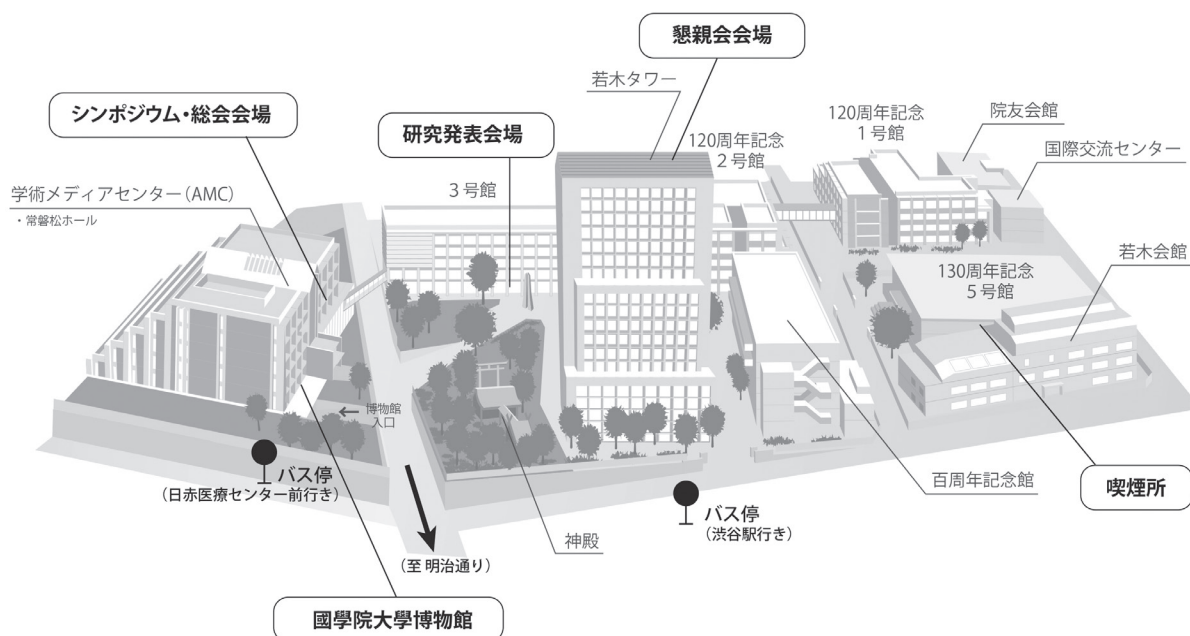 懇親会会場
若木タワー
シンポジウム・総会会場
研究発表会場
120周年記念
2号館
120周年記念
1号館
院友会館
国際交流センター
学術メディアセンター(AMC)
・常磐松ホール
3号館
若木会館
130周年記念
5号館
← 博物館
入口
バス停
(日赤医療センター前行き)
百周年記念館
喫煙所
バス停
(渋谷駅行き)
神殿
(至 明治通り)
國學院大學博物館